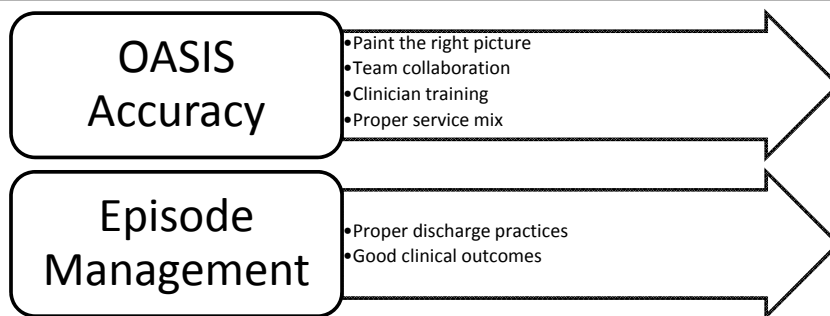 OASIS
Accuracy
•Paint the right picture
•Team collaboration
•Clinician training
•Proper service mix
Episode
Management
•Proper discharge practices
•Good clinical outcomes